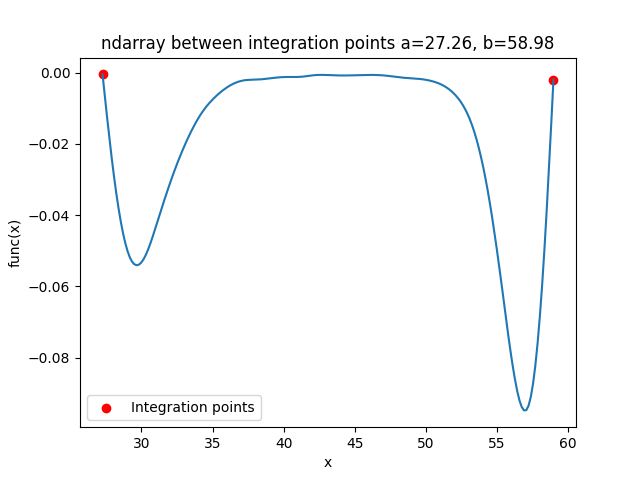 ndarray between integration points a=27.26, b=58.98
0.00
−0.02
−0.04
−0.06
−0.08
func(x)
Integration points
30 35 40 45 50 55 60
x